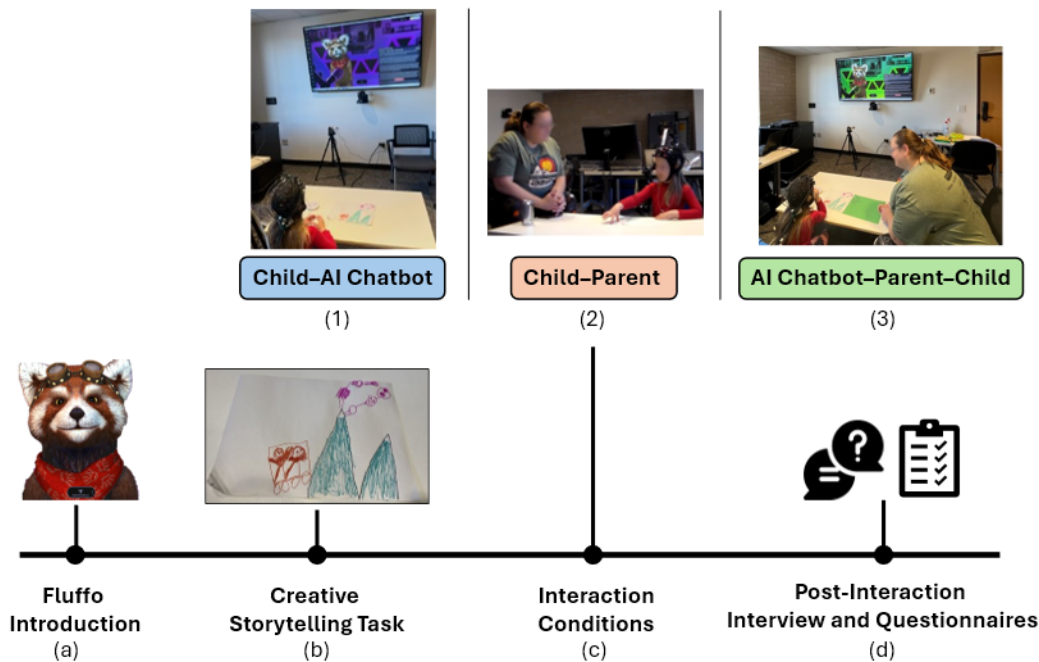 Child–AI Chatbot
Child–Parent
AI Chatbot–Parent–Child
(1)
(2)
(3)
Fluffo
Introduction
(a)
Creative
Storytelling Task
(b)
Interaction
Conditions
(c)
Post-Interaction
Interview and Questionnaires
(d)